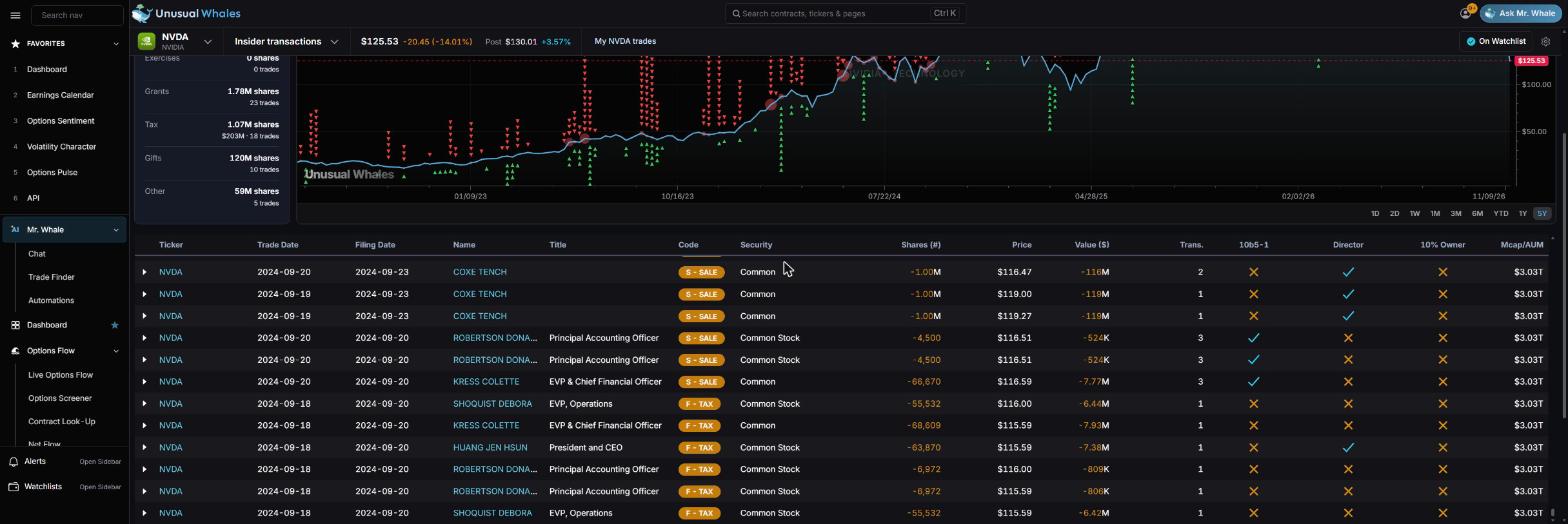 Search nav
Unusual Whales
Search contracts, tickers & pages
Ctrl K
9+
Ask Mr. Whale
FAVORITES
NVDA
NVIDIA
Insider transactions
$125.53 -20.45 (-14.01%) Post $130.01 +3.57%
My NVDA trades
On Watchlist
1 Dashboard
2 Earnings Calendar
3 Options Sentiment
4 Volatility Character
5 Options Pulse
6 API
AI Mr. Whale
Chat
Trade Finder
Automations
Dashboard
Options Flow
Live Options Flow
Options Screener
Contract Look-Up
Net Flow
Alerts Open Sidebar
Watchlists Open Sidebar
Exercises 0 shares
0 trades
Grants 1.78M shares
23 trades
Tax 1.07M shares
$203M · 18 trades
Gifts 120M shares
10 trades
Other 59M shares
5 trades
$125.53
$100.00
$50.00
Unusual Whales
01/09/23 10/16/23 07/22/24 04/28/25 02/02/26 11/09/26
1D 2D 1W 1M 3M 6M YTD 1Y 5Y
Ticker Trade Date Filing Date Name Title Code Security Shares (#) Price Value ($) Trans. 10b5-1 Director 10% Owner Mcap/AUM
NVDA 2024-09-20 2024-09-23 COXE TENCH S - SALE Common -1.00M $116.47 -116M 2 $3.03T
NVDA 2024-09-19 2024-09-23 COXE TENCH S - SALE Common -1.00M $119.00 -119M 1 $3.03T
NVDA 2024-09-19 2024-09-23 COXE TENCH S - SALE Common -1.00M $119.27 -119M 1 $3.03T
NVDA 2024-09-20 2024-09-20 ROBERTSON DONA... Principal Accounting Officer S - SALE Common Stock -4,500 $116.51 -524K 3 $3.03T
NVDA 2024-09-20 2024-09-20 ROBERTSON DONA... Principal Accounting Officer S - SALE Common Stock -4,500 $116.51 -524K 3 $3.03T
NVDA 2024-09-20 2024-09-20 KRESS COLETTE EVP & Chief Financial Officer S - SALE Common -66,670 $116.59 -7.77M 3 $3.03T
NVDA 2024-09-18 2024-09-20 SHOQUIST DEBORA EVP, Operations F - TAX Common Stock -55,532 $116.00 -6.44M 1 $3.03T
NVDA 2024-09-18 2024-09-20 KRESS COLETTE EVP & Chief Financial Officer F - TAX Common -68,609 $115.59 -7.93M 1 $3.03T
NVDA 2024-09-18 2024-09-20 HUANG JEN HSUN President and CEO F - TAX Common -63,870 $115.59 -7.38M 1 $3.03T
NVDA 2024-09-18 2024-09-20 ROBERTSON DONA... Principal Accounting Officer F - TAX Common Stock -6,972 $116.00 -809K 1 $3.03T
NVDA 2024-09-18 2024-09-20 ROBERTSON DONA... Principal Accounting Officer F - TAX Common Stock -6,972 $115.59 -806K 1 $3.03T
NVDA 2024-09-18 2024-09-20 SHOQUIST DEBORA EVP, Operations F - TAX Common Stock -55,532 $115.59 -6.42M 1 $3.03T